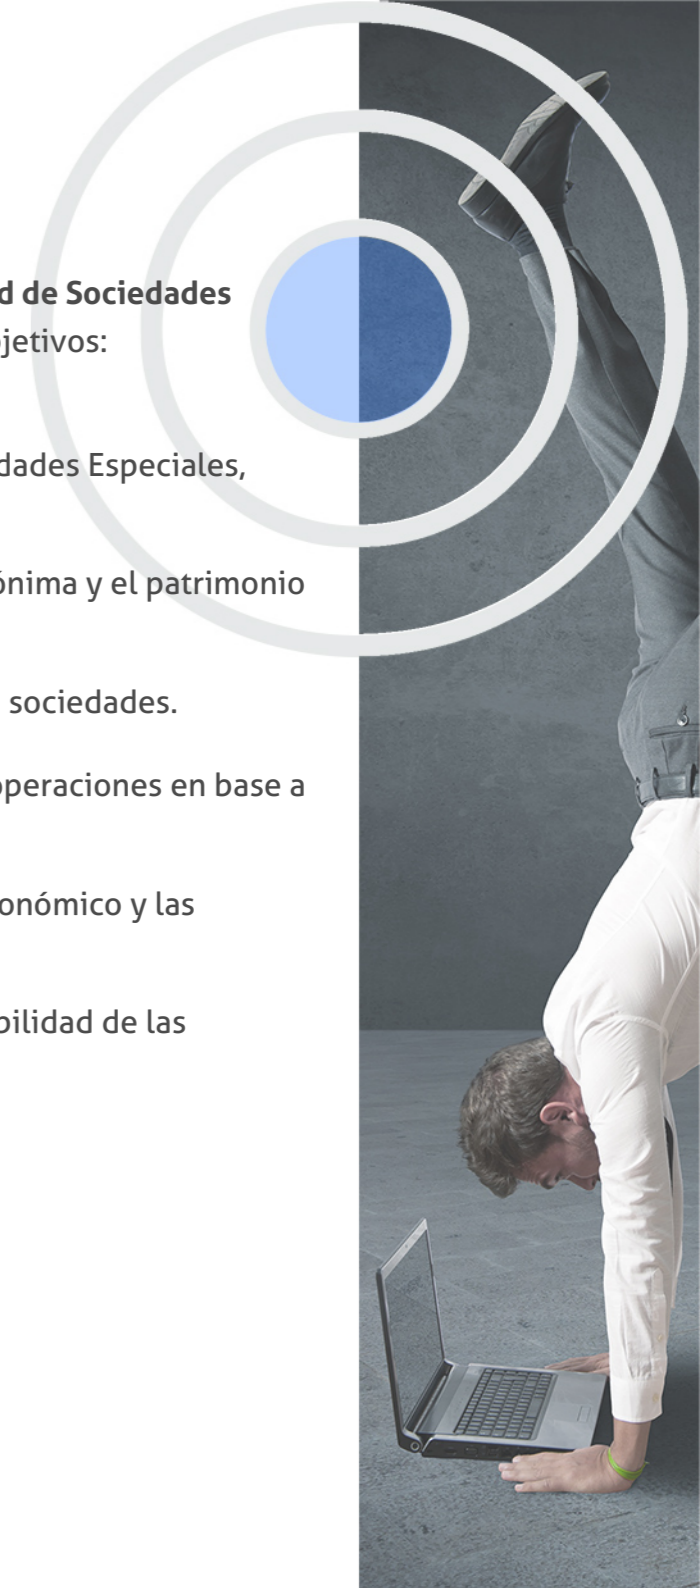 d de Sociedades
jetivos:
dades Especiales,
ónima y el patrimonio
sociedades.
operaciones en base a
onómico y las
bilidad de las